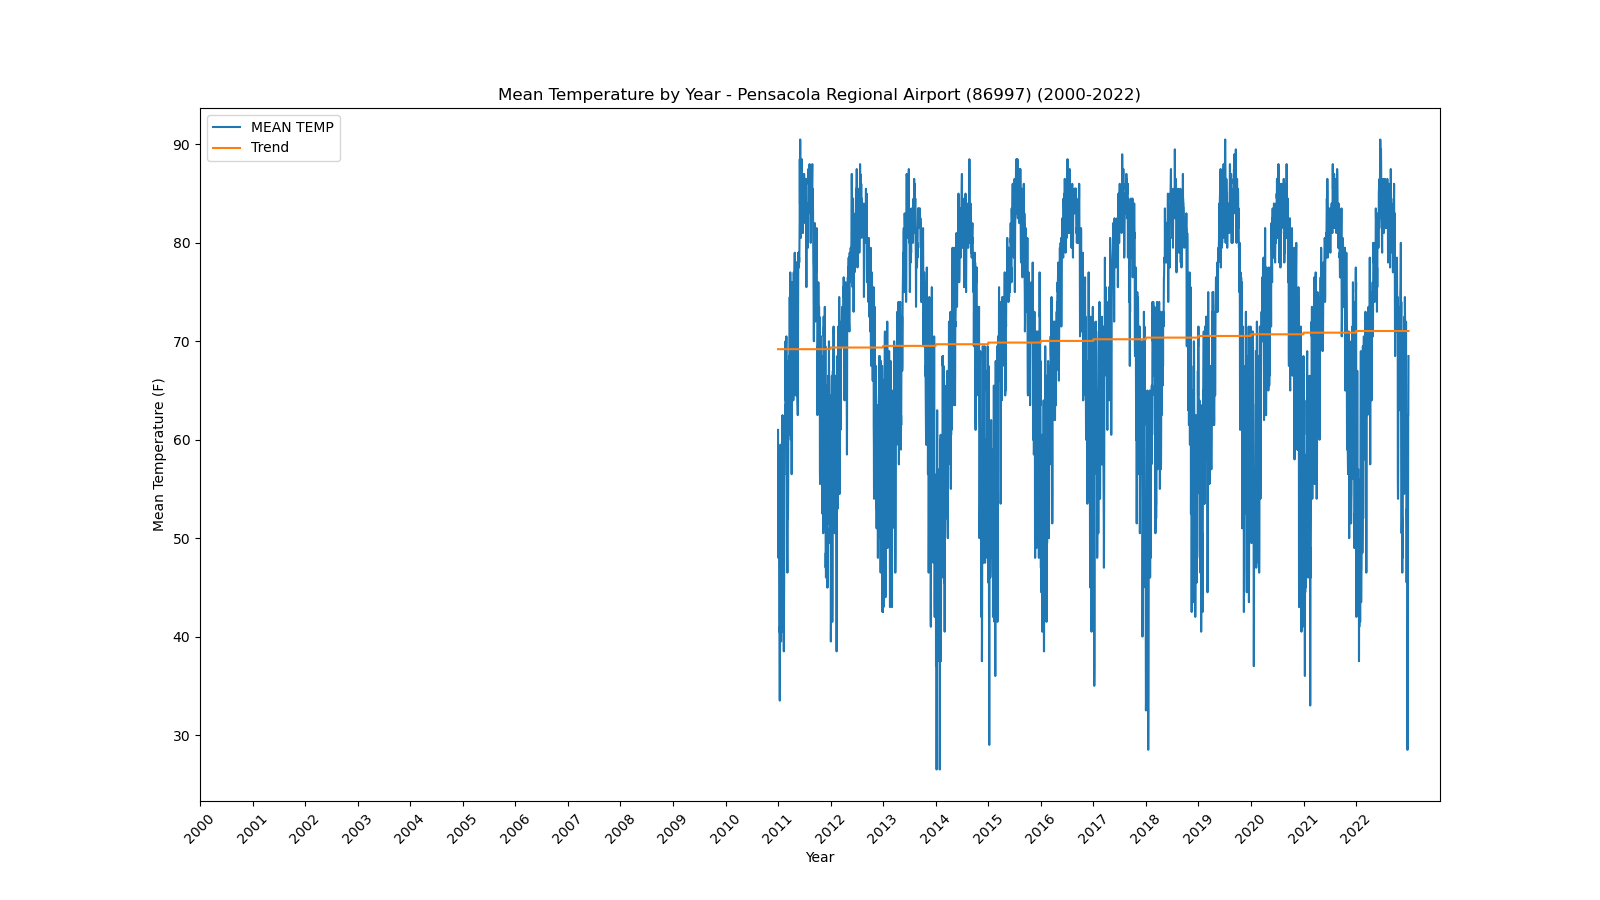 Mean Temperature by Year - Pensacola Regional Airport (86997) (2000-2022)
MEAN TEMP
Trend
90
80
70
60
50
40
30
Mean Temperature (F)
2000 2001 2002 2003 2004 2005 2006 2007 2008 2009 2010 2011 2012 2013 2014 2015 2016 2017 2018 2019 2020 2021 2022
Year